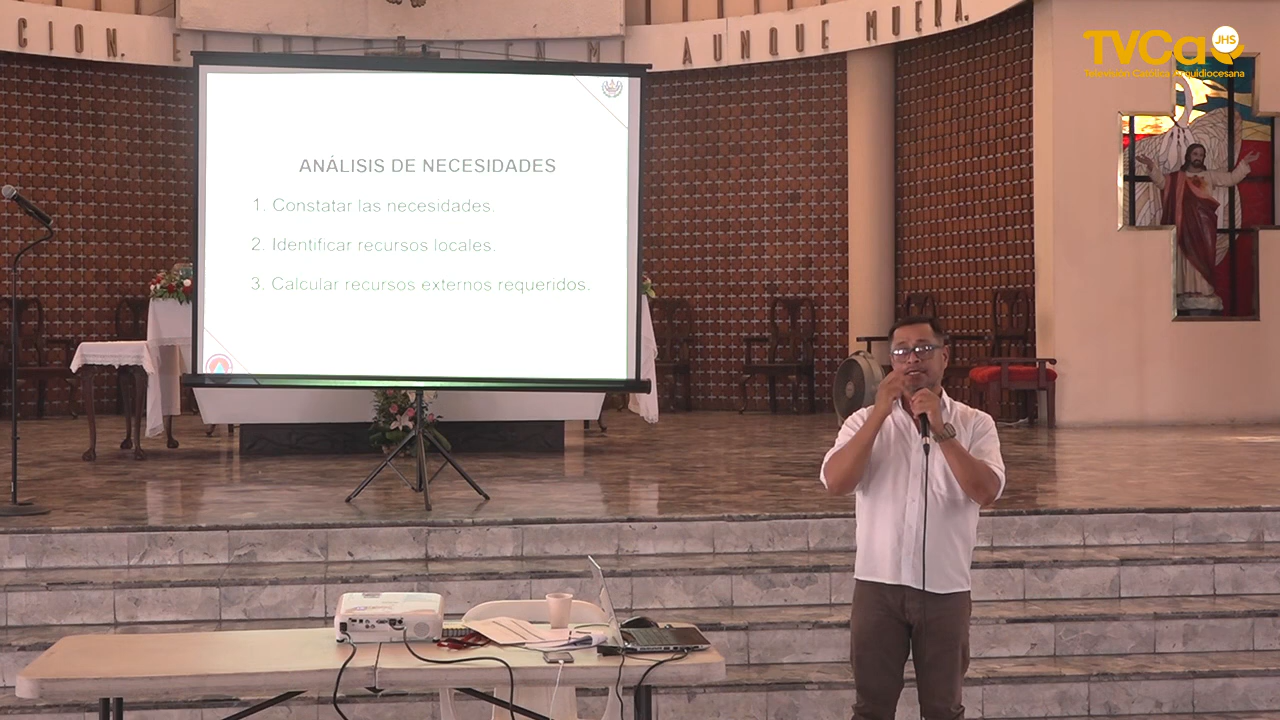 CION.
AUNQUE MUERA.
TVCa
JHS
Televisión Católica Arquidiocesana
ANÁLISIS DE NECESIDADES
1. Constatar las necesidades.
2. Identificar recursos locales.
3. Calcular recursos externos requeridos.